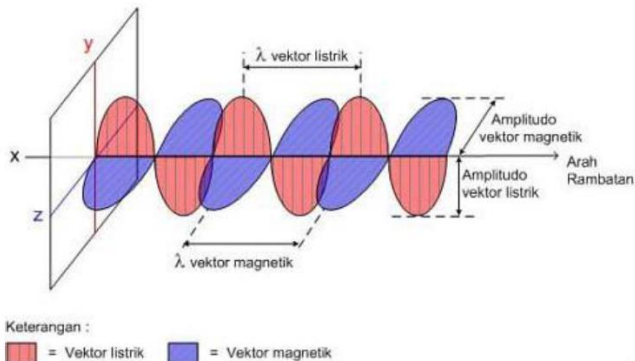 y
λ vektor listrik
Amplitudo
vektor magnetik
x
Arah
Rambatan
Amplitudo
vektor listrik
z
λ vektor magnetik
Keterangan :
= Vektor listrik
= Vektor magnetik